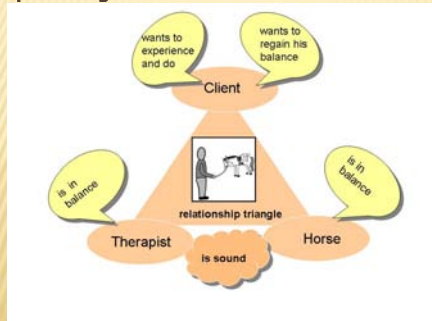 wants to
experience
and do
wants to
regain his
balance
Client
is in
balance
is in
balance
relationship triangle
Therapist
Horse
is sound